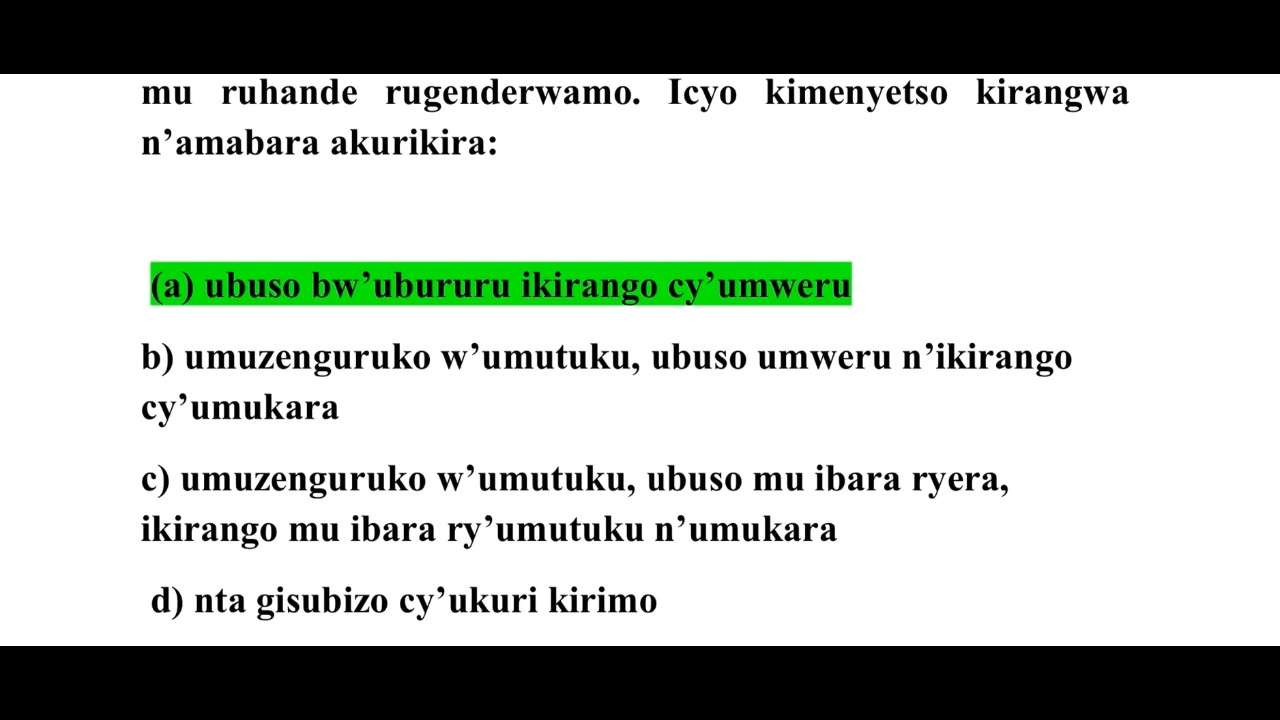 mu ruhande rugenderwamo. Icyo kimenyetso kirangwa
n’amabara akurikira:
(a) ubuso bw’ubururu ikirango cy’umweru
b) umuzenguruko w’umutuku, ubuso umweru n’ikirango
cy’umukara
c) umuzenguruko w’umutuku, ubuso mu ibara ryera,
ikirango mu ibara ry’umutuku n’umukara
d) nta gisubizo cy’ukuri kirimo